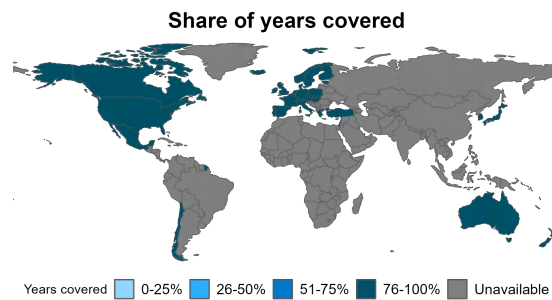 Share of years covered
Years covered 0-25% 26-50% 51-75% 76-100% Unavailable